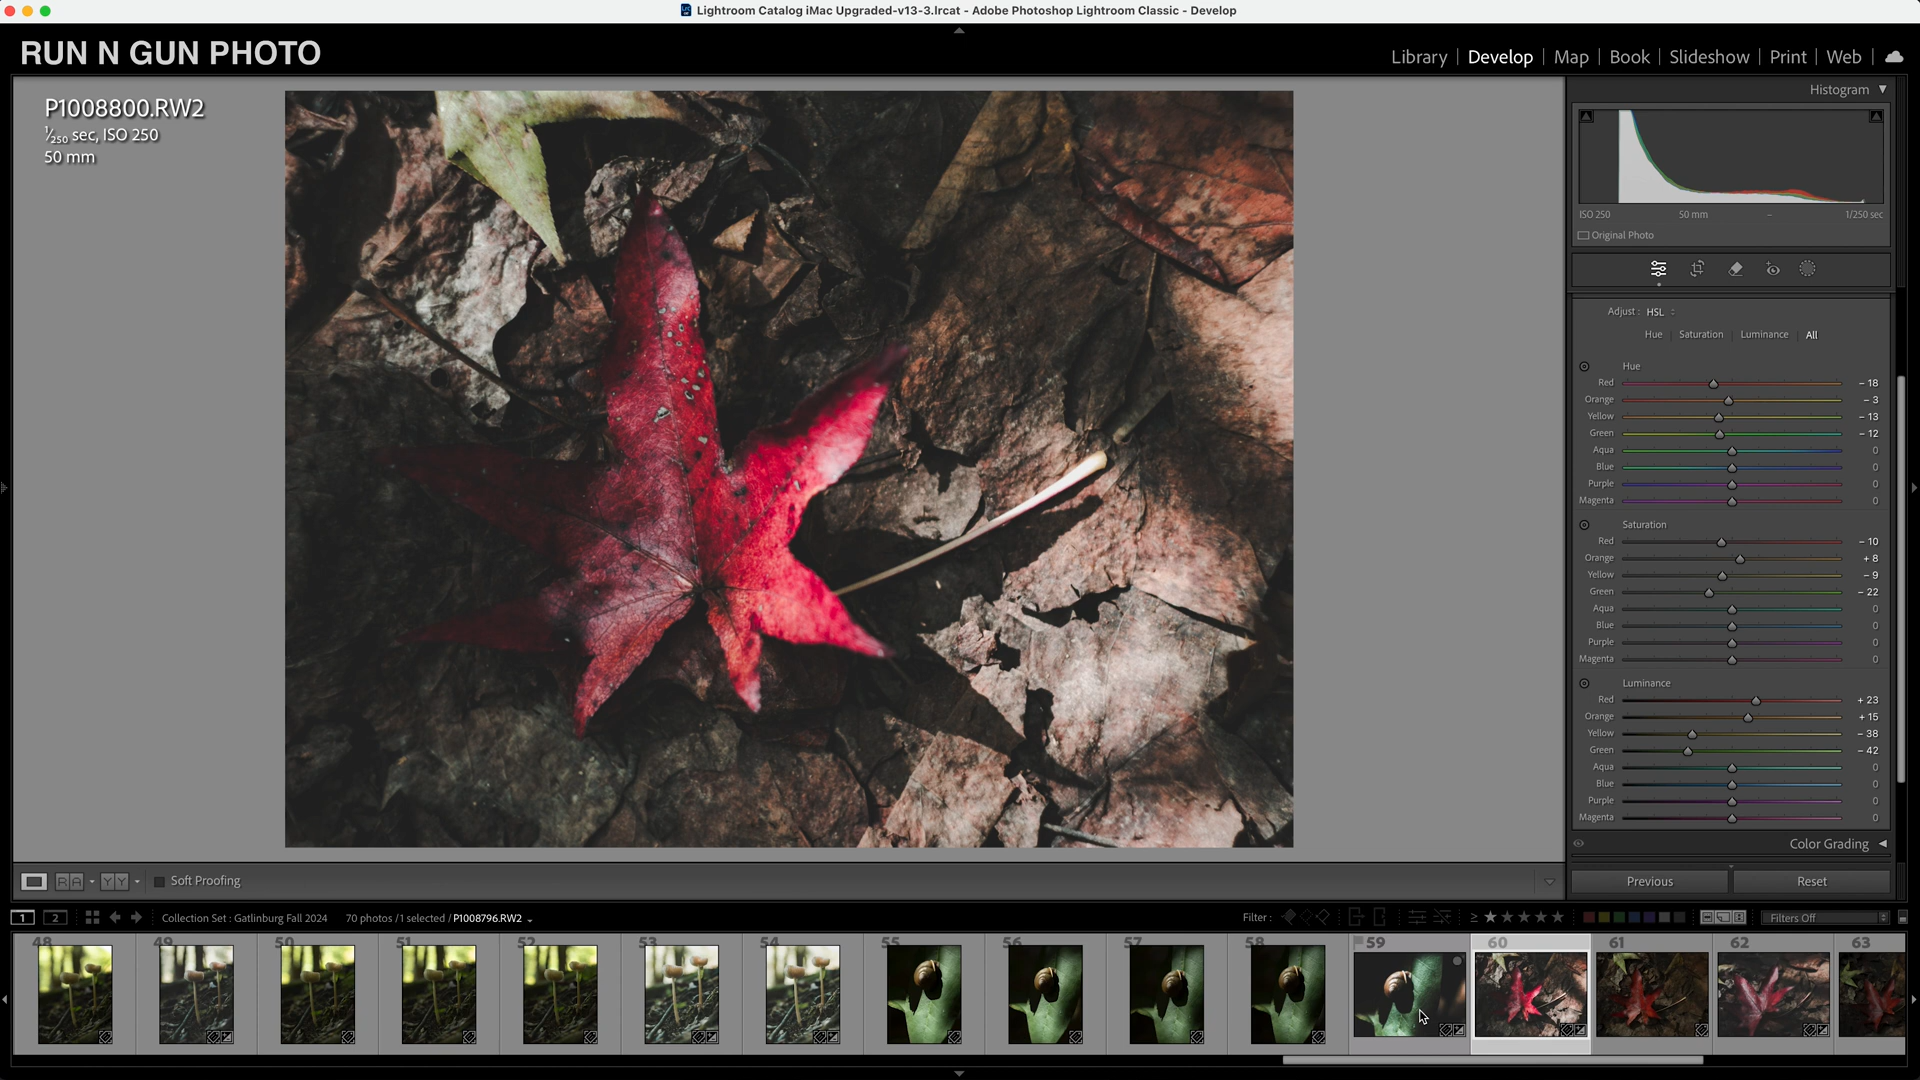 Lightroom Catalog iMac Upgraded-v13-3.lrcat - Adobe Photoshop Lightroom Classic - Develop
RUN N GUN PHOTO
Library | Develop | Map | Book | Slideshow | Print | Web
P1008800.RW2
1/250 sec, ISO 250
50 mm
Histogram
ISO 250 50 mm – 1/250 sec
Original Photo
Adjust : HSL
Hue | Saturation | Luminance | All
Hue
Red – 18
Orange – 3
Yellow – 13
Green – 12
Aqua 0
Blue 0
Purple 0
Magenta 0
Saturation
Red – 10
Orange + 8
Yellow – 9
Green – 22
Aqua 0
Blue 0
Purple 0
Magenta 0
Luminance
Red + 23
Orange + 15
Yellow – 38
Green – 42
Aqua 0
Blue 0
Purple 0
Magenta 0
Color Grading
R A Y Y Soft Proofing
Previous Reset
1 2 Collection Set : Gatlinburg Fall 2024 70 photos /1 selected / P1008796.RW2 Filter : ≥ Filters Off
48 49 50 51 52 53 54 55 56 57 58 59 60 61 62 63